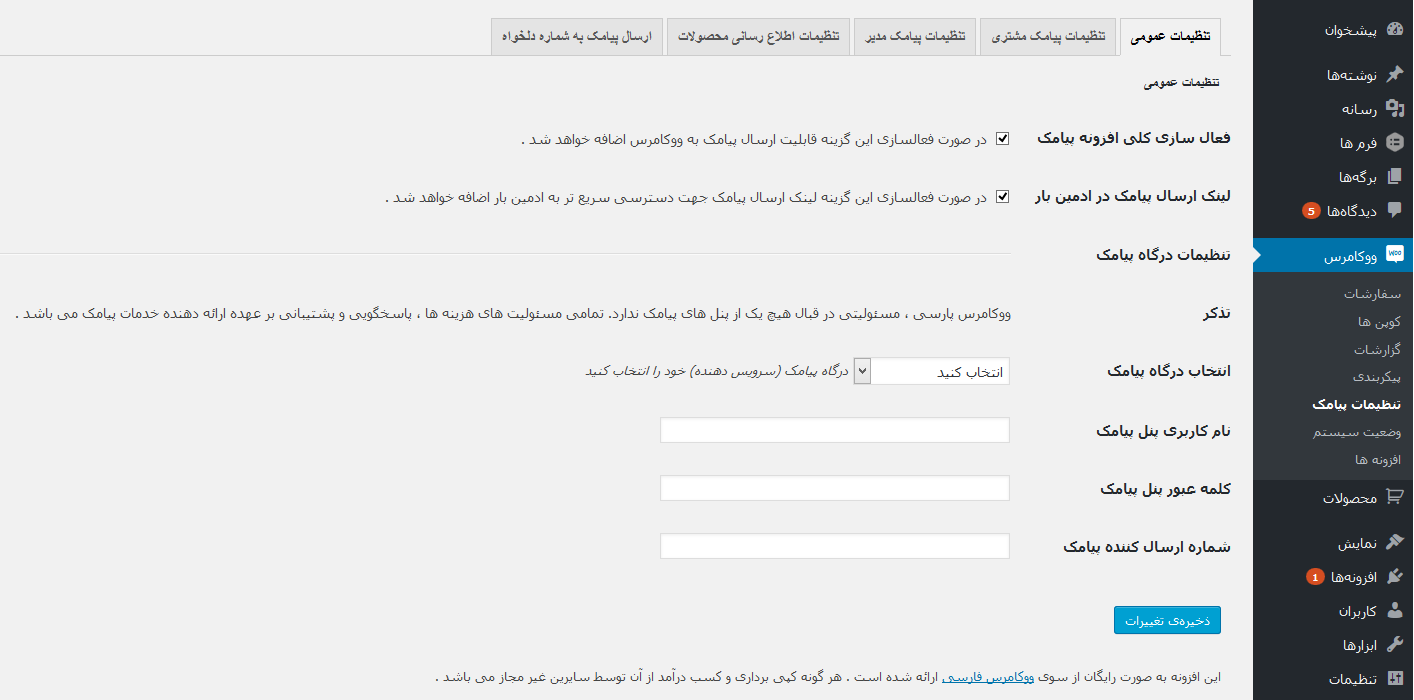 پیشخوان
نوشته‌ها
رسانه
فرم ها
برگه‌ها
دیدگاه‌ها 5
WOO ووکامرس
سفارشات
کوپن ها
گزارشات
پیکربندی
تنظیمات پیامک
وضعیت سیستم
افزونه ها
محصولات
نمایش
افزونه‌ها 1
کاربران
ابزارها
تنظیمات
تنظیمات عمومی
تنظیمات پیامک مشتری
تنظیمات پیامک مدیر
تنظیمات اطلاع رسانی محصولات
ارسال پیامک به شماره دلخواه
تنظیمات عمومی
فعال سازی کلی افزونه پیامک
در صورت فعالسازی این گزینه قابلیت ارسال پیامک به ووکامرس اضافه خواهد شد .
لینک ارسال پیامک در ادمین بار
در صورت فعالسازی این گزینه لینک ارسال پیامک جهت دسترسی سریع تر به ادمین بار اضافه خواهد شد .
تنظیمات درگاه پیامک
تذکر
ووکامرس پارسی ، مسئولیتی در قبال هیچ یک از پنل های پیامک ندارد. تمامی مسئولیت های هزینه ها ، پاسخگویی و پشتیبانی بر عهده ارائه دهنده خدمات پیامک می باشد .
انتخاب درگاه پیامک
انتخاب کنید
درگاه پیامک (سرویس دهنده) خود را انتخاب کنید
نام کاربری پنل پیامک
کلمه عبور پنل پیامک
شماره ارسال کننده پیامک
ذخیره‌ی تغییرات
این افزونه به صورت رایگان از سوی ووکامرس فارسی ارائه شده است . هر گونه کپی برداری و کسب درآمد از آن توسط سایرین غیر مجاز می باشد .